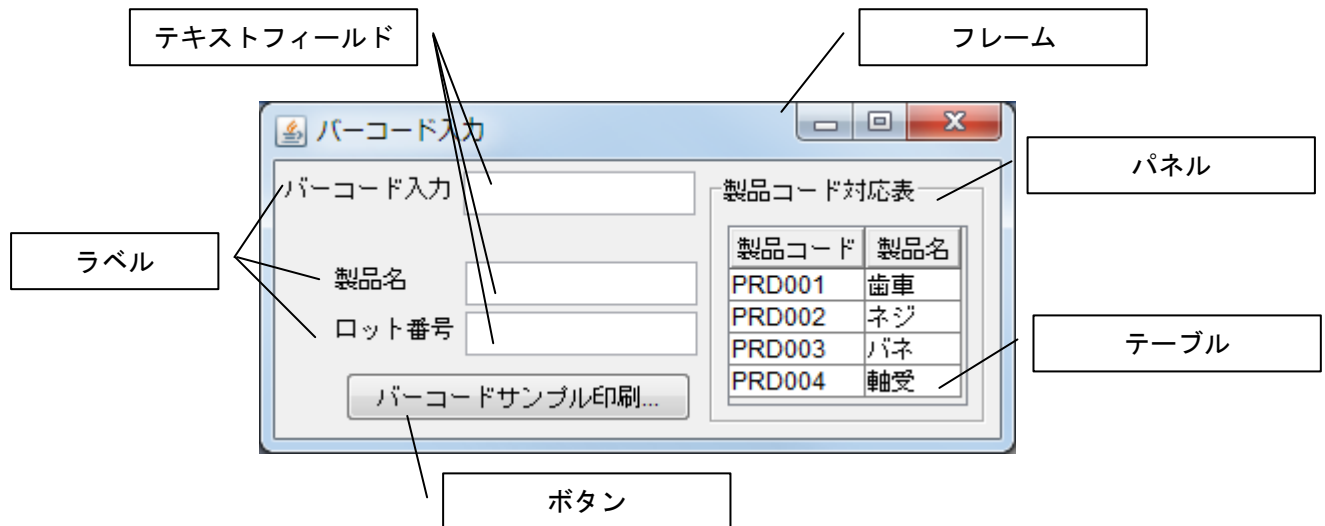 テキストフィールド
フレーム
バーコード入力
バーコード入力
製品コード対応表
パネル
ラベル
製品コード 製品名
製品名
PRD001 歯車
PRD002 ネジ
ロット番号
PRD003 バネ
テーブル
PRD004 軸受
バーコードサンプル印刷...
ボタン